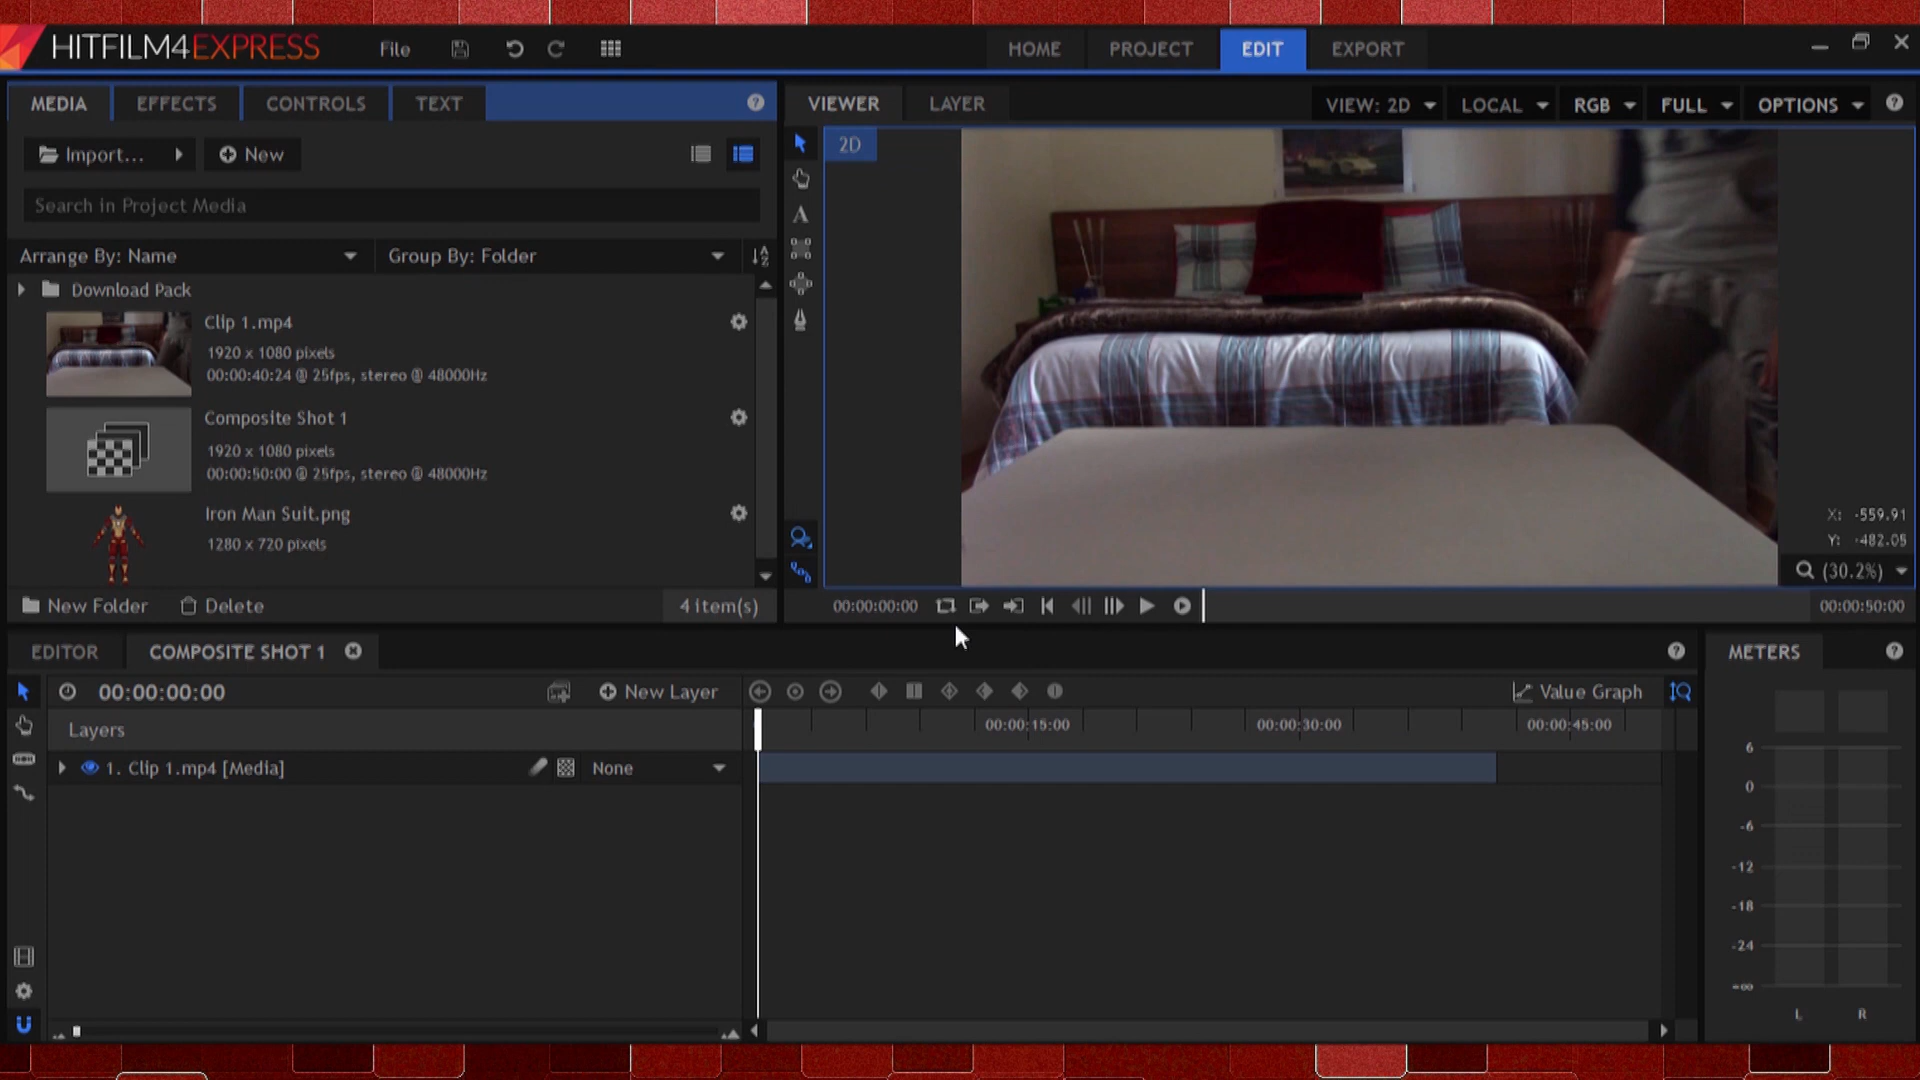 HITFILM4EXPRESS
File
HOME
PROJECT
EDIT
EXPORT
MEDIA
EFFECTS
CONTROLS
TEXT
VIEWER
LAYER
VIEW: 2D
LOCAL
RGB
FULL
OPTIONS
Import...
New
2D
Search in Project Media
Arrange By: Name
Group By: Folder
Download Pack
Clip 1.mp4
1920 x 1080 pixels
00:00:40:24 @ 25fps, stereo @ 48000Hz
Composite Shot 1
1920 x 1080 pixels
00:00:50:00 @ 25fps, stereo @ 48000Hz
Iron Man Suit.png
1280 x 720 pixels
X: -559.91
Y: -482.05
(30.2%)
New Folder
Delete
4 item(s)
00:00:00:00
00:00:50:00
EDITOR
COMPOSITE SHOT 1
METERS
00:00:00:00
New Layer
Value Graph
Layers
00:00:15:00
00:00:30:00
00:00:45:00
1. Clip 1.mp4 [Media]
None
6
0
-6
-12
-18
-24
-∞
L
R